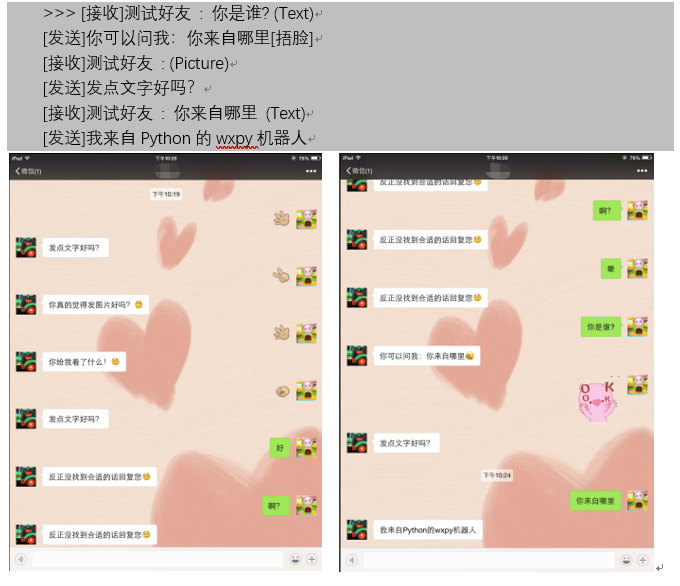 >>> [接收]测试好友 : 你是谁? (Text)
[发送]你可以问我：你来自哪里[捂脸]
[接收]测试好友 : (Picture)
[发送]发点文字好吗？
[接收]测试好友 : 你来自哪里 (Text)
[发送]我来自 Python 的 wxpy 机器人
iPad 下午10:26 76%
微信(1)
下午10:19
发点文字好吗？
你真的觉得发图片好吗？
你给我看了什么！
发点文字好吗？
好
反正没找到合适的话回复您
啊?
反正没找到合适的话回复您
iPad 下午10:26 76%
微信(1)
反正没找到合适的话回复您
啊?
反正没找到合适的话回复您
晕
反正没找到合适的话回复您
你是谁?
你可以问我：你来自哪里
OK
发点文字好吗？
下午10:24
你来自哪里
我来自Python的wxpy机器人